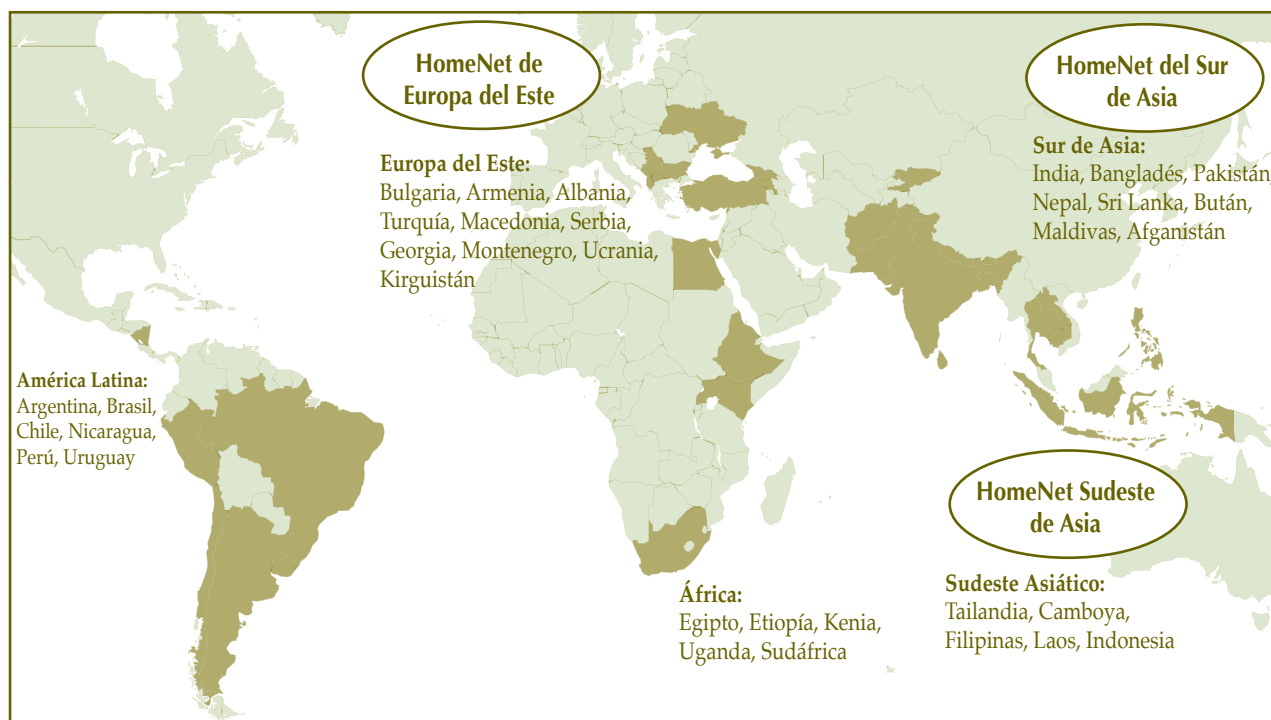 HomeNet de
Europa del Este
Europa del Este:
Bulgaria, Armenia, Albania,
Turquía, Macedonia, Serbia,
Georgia, Montenegro, Ucrania,
Kirguistán
HomeNet del Sur
de Asia
Sur de Asia:
India, Bangladés, Pakistán,
Nepal, Sri Lanka, Bután,
Maldivas, Afganistán
América Latina:
Argentina, Brasil,
Chile, Nicaragua,
Perú, Uruguay
África:
Egipto, Etiopía, Kenia,
Uganda, Sudáfrica
HomeNet Sudeste
de Asia
Sudeste Asiático:
Tailandia, Camboya,
Filipinas, Laos, Indonesia